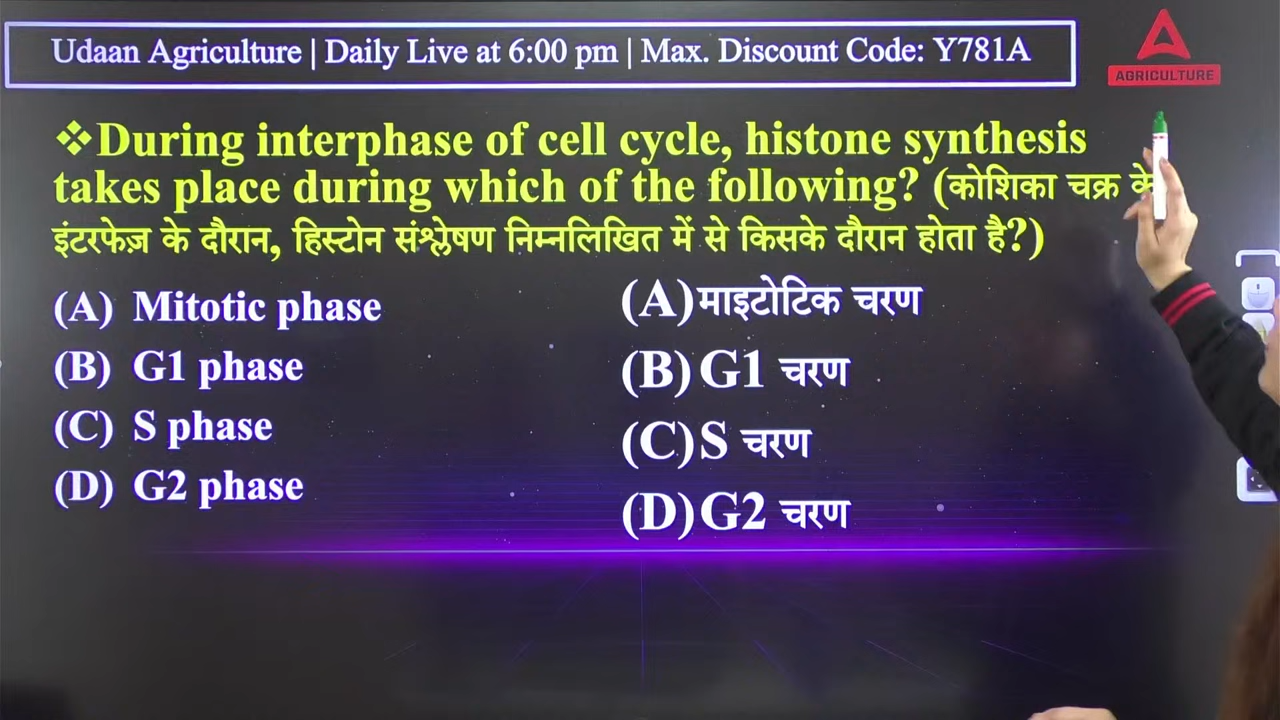 Udaan Agriculture | Daily Live at 6:00 pm | Max. Discount Code: Y781A
AGRICULTURE
❖During interphase of cell cycle, histone synthesis
takes place during which of the following? (कोशिका चक्र के
इंटरफेज़ के दौरान, हिस्टोन संश्लेषण निम्नलिखित में से किसके दौरान होता है?)
(A) Mitotic phase
(B) G1 phase
(C) S phase
(D) G2 phase
(A)माइटोटिक चरण
(B)G1 चरण
(C)S चरण
(D)G2 चरण